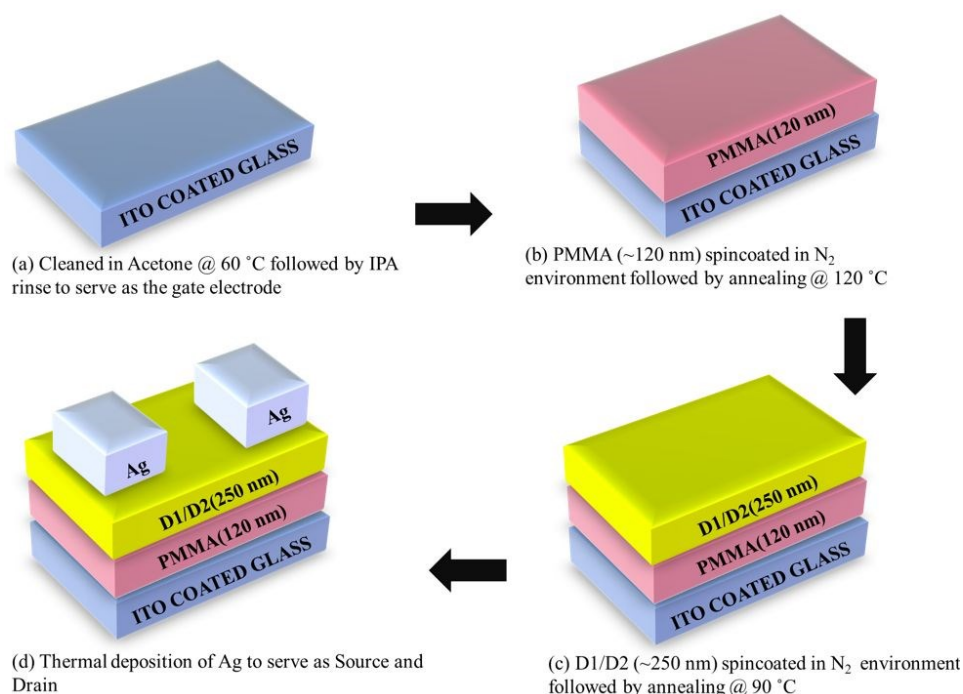 ITO COATED GLASS
(a) Cleaned in Acetone @ 60 ˚C followed by IPA
rinse to serve as the gate electrode
PMMA(120 nm)
ITO COATED GLASS
(b) PMMA (~120 nm) spincoated in N₂
environment followed by annealing @ 120 ˚C
D1/D2(250 nm)
PMMA(120 nm)
ITO COATED GLASS
(c) D1/D2 (~250 nm) spincoated in N₂ environment
followed by annealing @ 90 ˚C
Ag
Ag
D1/D2(250 nm)
PMMA(120 nm)
ITO COATED GLASS
(d) Thermal deposition of Ag to serve as Source and
Drain